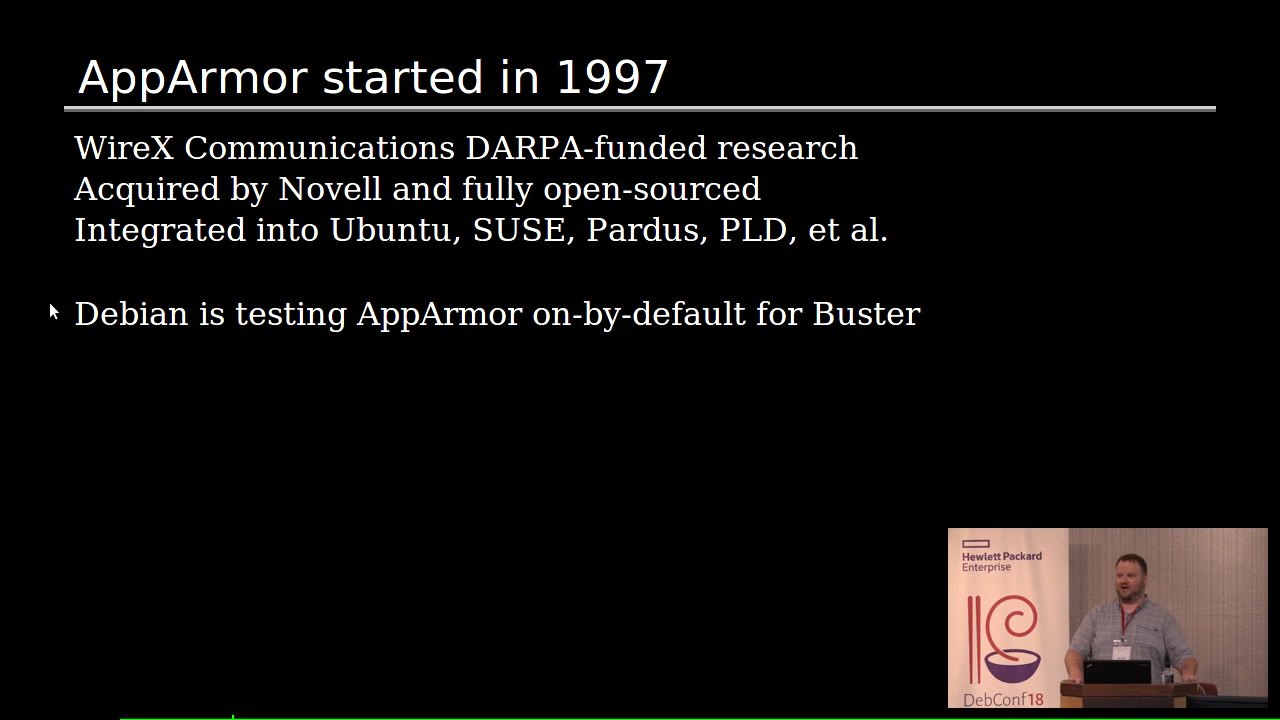 AppArmor started in 1997
WireX Communications DARPA-funded research
Acquired by Novell and fully open-sourced
Integrated into Ubuntu, SUSE, Pardus, PLD, et al.
Debian is testing AppArmor on-by-default for Buster
Hewlett Packard
Enterprise
DebConf18